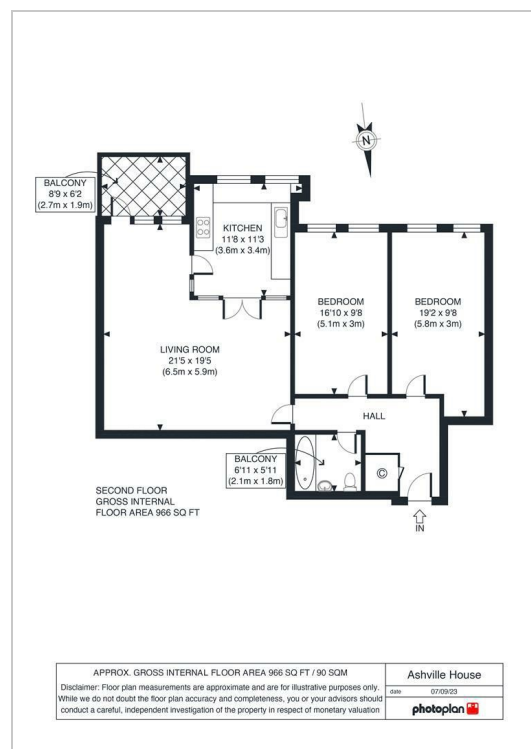 N
BALCONY
8'9 x 6'2
(2.7m x 1.9m)
KITCHEN
11'8 x 11'3
(3.6m x 3.4m)
BEDROOM
16'10 x 9'8
(5.1m x 3m)
BEDROOM
19'2 x 9'8
(5.8m x 3m)
LIVING ROOM
21'5 x 19'5
(6.5m x 5.9m)
HALL
BALCONY
6'11 x 5'11
(2.1m x 1.8m)
C
SECOND FLOOR
GROSS INTERNAL
FLOOR AREA 966 SQ FT
IN
APPROX. GROSS INTERNAL FLOOR AREA 966 SQ FT / 90 SQM
Disclaimer: Floor plan measurements are approximate and are for illustrative purposes only.
While we do not doubt the floor plan accuracy and completeness, you or your advisors should
conduct a careful, independent investigation of the property in respect of monetary valuation
Ashville House
date 07/09/23
photoplan